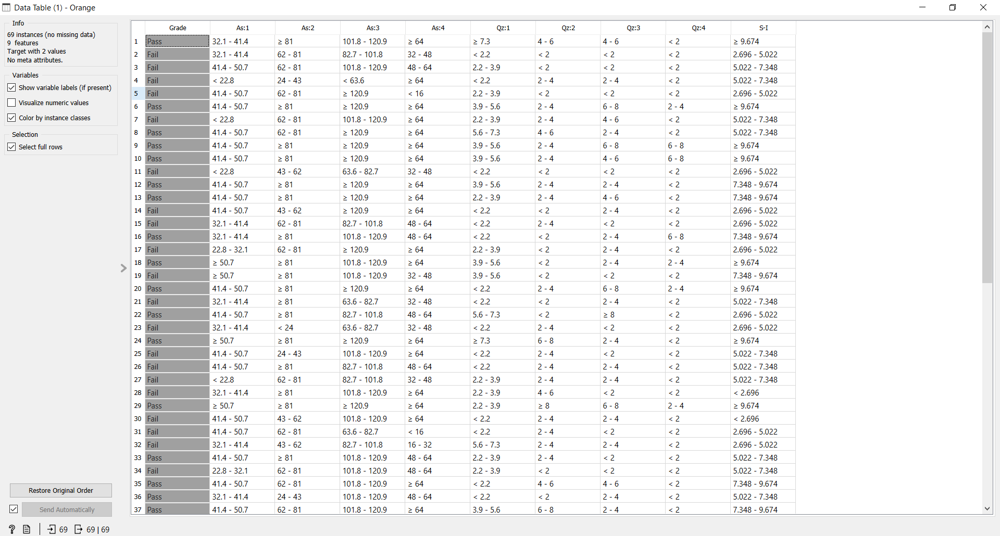 Data Table (1) - Orange
Info
69 instances (no missing data)
9 features
Target with 2 values
No meta attributes.
Variables
Show variable labels (if present)
Visualize numeric values
Color by instance classes
Selection
Select full rows
Restore Original Order
Send Automatically
? 69 69 | 69
Grade As:1 As:2 As:3 As:4 Qz:1 Qz:2 Qz:3 Qz:4 S-I
1 Pass 32.1 - 41.4 ≥ 81 101.8 - 120.9 ≥ 64 ≥ 7.3 4 - 6 4 - 6 < 2 ≥ 9.674
2 Fail 32.1 - 41.4 62 - 81 82.7 - 101.8 32 - 48 < 2.2 < 2 < 2 < 2 2.696 - 5.022
3 Fail 41.4 - 50.7 62 - 81 101.8 - 120.9 48 - 64 2.2 - 3.9 < 2 < 2 < 2 5.022 - 7.348
4 Fail < 22.8 24 - 43 < 63.6 ≥ 64 < 2.2 2 - 4 2 - 4 < 2 5.022 - 7.348
5 Fail 41.4 - 50.7 62 - 81 ≥ 120.9 < 16 2.2 - 3.9 < 2 < 2 < 2 2.696 - 5.022
6 Pass 41.4 - 50.7 ≥ 81 ≥ 120.9 ≥ 64 3.9 - 5.6 2 - 4 6 - 8 2 - 4 ≥ 9.674
7 Fail < 22.8 62 - 81 101.8 - 120.9 ≥ 64 2.2 - 3.9 2 - 4 4 - 6 < 2 5.022 - 7.348
8 Pass 41.4 - 50.7 62 - 81 ≥ 120.9 ≥ 64 5.6 - 7.3 4 - 6 2 - 4 < 2 5.022 - 7.348
9 Pass 41.4 - 50.7 ≥ 81 ≥ 120.9 ≥ 64 3.9 - 5.6 2 - 4 6 - 8 6 - 8 ≥ 9.674
10 Pass 41.4 - 50.7 ≥ 81 ≥ 120.9 ≥ 64 3.9 - 5.6 2 - 4 4 - 6 6 - 8 ≥ 9.674
11 Fail < 22.8 43 - 62 63.6 - 82.7 32 - 48 < 2.2 < 2 < 2 < 2 2.696 - 5.022
12 Pass 41.4 - 50.7 ≥ 81 ≥ 120.9 ≥ 64 3.9 - 5.6 2 - 4 2 - 4 < 2 7.348 - 9.674
13 Pass 41.4 - 50.7 ≥ 81 ≥ 120.9 ≥ 64 2.2 - 3.9 2 - 4 4 - 6 < 2 7.348 - 9.674
14 Fail 41.4 - 50.7 43 - 62 ≥ 120.9 ≥ 64 < 2.2 < 2 2 - 4 < 2 2.696 - 5.022
15 Fail 32.1 - 41.4 62 - 81 82.7 - 101.8 48 - 64 < 2.2 2 - 4 < 2 < 2 2.696 - 5.022
16 Pass 32.1 - 41.4 ≥ 81 101.8 - 120.9 48 - 64 < 2.2 < 2 2 - 4 6 - 8 7.348 - 9.674
17 Fail 22.8 - 32.1 62 - 81 ≥ 120.9 ≥ 64 2.2 - 3.9 < 2 2 - 4 < 2 2.696 - 5.022
18 Pass ≥ 50.7 ≥ 81 101.8 - 120.9 ≥ 64 3.9 - 5.6 < 2 2 - 4 2 - 4 ≥ 9.674
19 Fail ≥ 50.7 ≥ 81 101.8 - 120.9 32 - 48 3.9 - 5.6 < 2 < 2 < 2 7.348 - 9.674
20 Pass 41.4 - 50.7 ≥ 81 ≥ 120.9 ≥ 64 < 2.2 2 - 4 6 - 8 2 - 4 ≥ 9.674
21 Fail 32.1 - 41.4 ≥ 81 63.6 - 82.7 32 - 48 < 2.2 < 2 2 - 4 < 2 5.022 - 7.348
22 Pass 41.4 - 50.7 ≥ 81 82.7 - 101.8 48 - 64 5.6 - 7.3 < 2 ≥ 8 < 2 2.696 - 5.022
23 Fail 32.1 - 41.4 < 24 63.6 - 82.7 32 - 48 < 2.2 2 - 4 < 2 < 2 2.696 - 5.022
24 Pass ≥ 50.7 ≥ 81 ≥ 120.9 ≥ 64 ≥ 7.3 6 - 8 2 - 4 < 2 ≥ 9.674
25 Fail 41.4 - 50.7 24 - 43 101.8 - 120.9 ≥ 64 < 2.2 2 - 4 < 2 < 2 5.022 - 7.348
26 Fail 41.4 - 50.7 ≥ 81 82.7 - 101.8 48 - 64 < 2.2 2 - 4 2 - 4 < 2 5.022 - 7.348
27 Fail < 22.8 62 - 81 82.7 - 101.8 32 - 48 2.2 - 3.9 2 - 4 2 - 4 < 2 5.022 - 7.348
28 Fail 32.1 - 41.4 ≥ 81 101.8 - 120.9 ≥ 64 2.2 - 3.9 4 - 6 < 2 < 2 < 2.696
29 Pass ≥ 50.7 ≥ 81 ≥ 120.9 ≥ 64 2.2 - 3.9 ≥ 8 6 - 8 2 - 4 ≥ 9.674
30 Fail 41.4 - 50.7 43 - 62 101.8 - 120.9 ≥ 64 < 2.2 2 - 4 2 - 4 < 2 < 2.696
31 Fail 41.4 - 50.7 62 - 81 63.6 - 82.7 < 16 < 2.2 2 - 4 < 2 < 2 2.696 - 5.022
32 Fail 32.1 - 41.4 43 - 62 82.7 - 101.8 16 - 32 5.6 - 7.3 2 - 4 2 - 4 < 2 2.696 - 5.022
33 Pass 41.4 - 50.7 ≥ 81 101.8 - 120.9 48 - 64 2.2 - 3.9 2 - 4 < 2 < 2 5.022 - 7.348
34 Fail 22.8 - 32.1 62 - 81 101.8 - 120.9 48 - 64 2.2 - 3.9 < 2 < 2 < 2 5.022 - 7.348
35 Pass 41.4 - 50.7 62 - 81 101.8 - 120.9 ≥ 64 < 2.2 4 - 6 4 - 6 < 2 7.348 - 9.674
36 Pass 32.1 - 41.4 24 - 43 101.8 - 120.9 48 - 64 < 2.2 < 2 2 - 4 < 2 5.022 - 7.348
37 Pass 41.4 - 50.7 62 - 81 101.8 - 120.9 ≥ 64 3.9 - 5.6 6 - 8 2 - 4 < 2 7.348 - 9.674